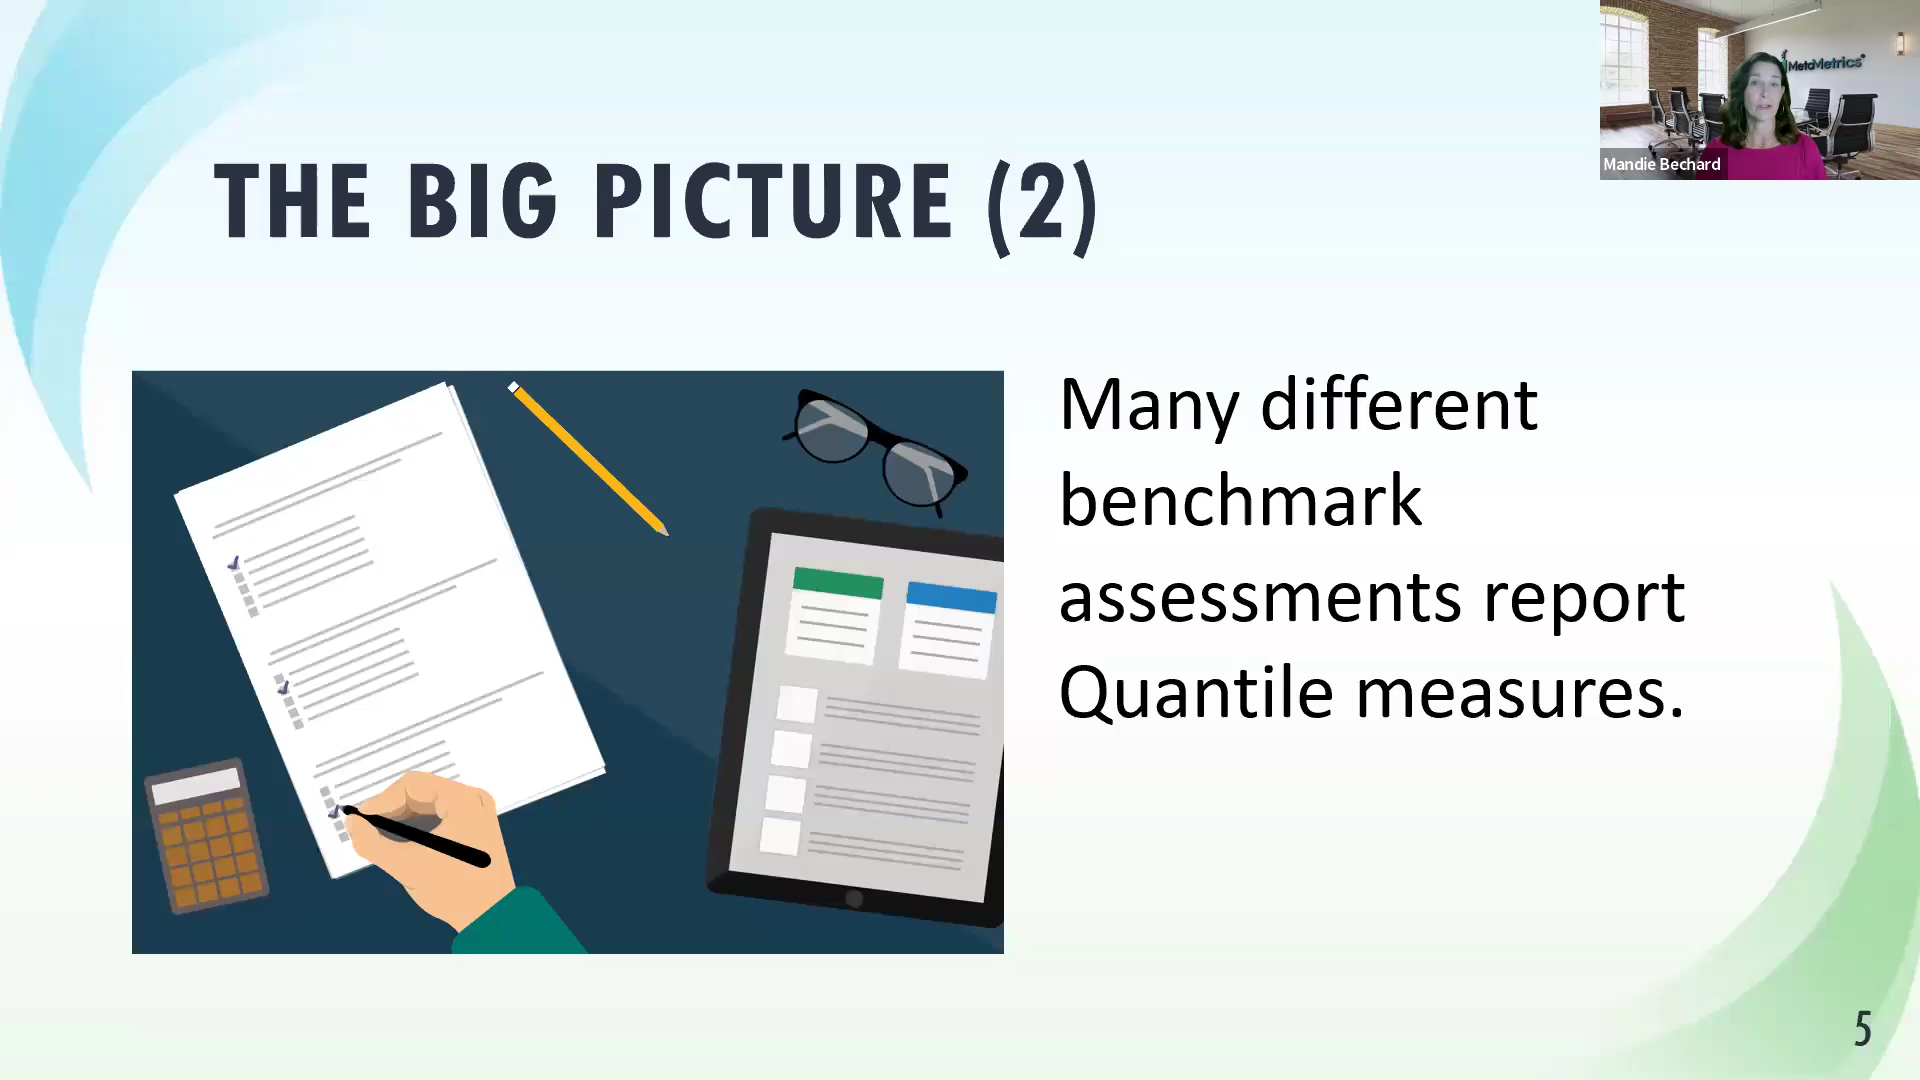 MetaMetrics
Mandie Bechard
THE BIG PICTURE (2)
Many different
benchmark
assessments report
Quantile measures.
5